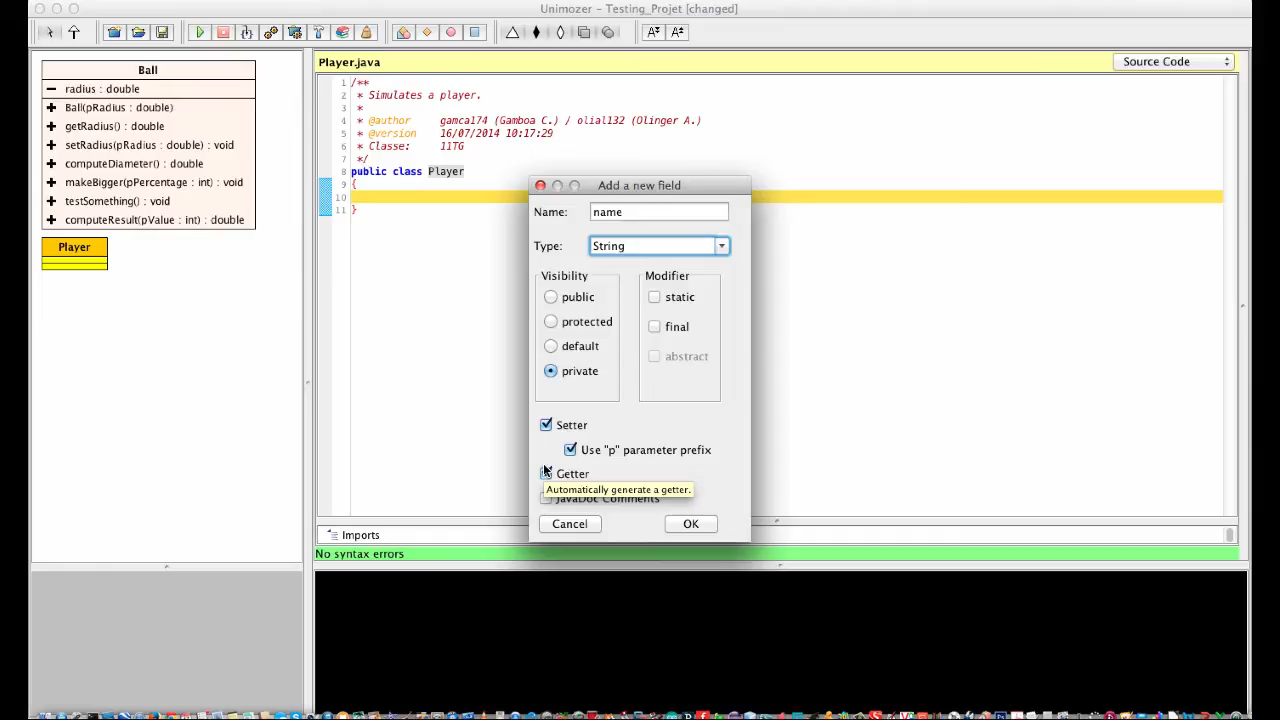 Unimozer - Testing_Projet [changed]
Ball
radius : double
Ball(pRadius : double)
getRadius() : double
setRadius(pRadius : double) : void
computeDiameter() : double
makeBigger(pPercentage : int) : void
testSomething() : void
computeResult(pValue : int) : double
Player
Player.java
Source Code
1 /**
2 * Simulates a player.
3 *
4 * @author gamca174 (Gamboa C.) / olial132 (Olinger A.)
5 * @version 16/07/2014 10:17:29
6 * Classe: 11TG
7 */
8 public class Player
9 {
10
11 }
Add a new field
Name: name
Type: String
Visibility
public
protected
default
private
Modifier
static
final
abstract
Setter
Use "p" parameter prefix
Getter
Automatically generate a getter.
JavaDoc Comments
Cancel
OK
Imports
No syntax errors